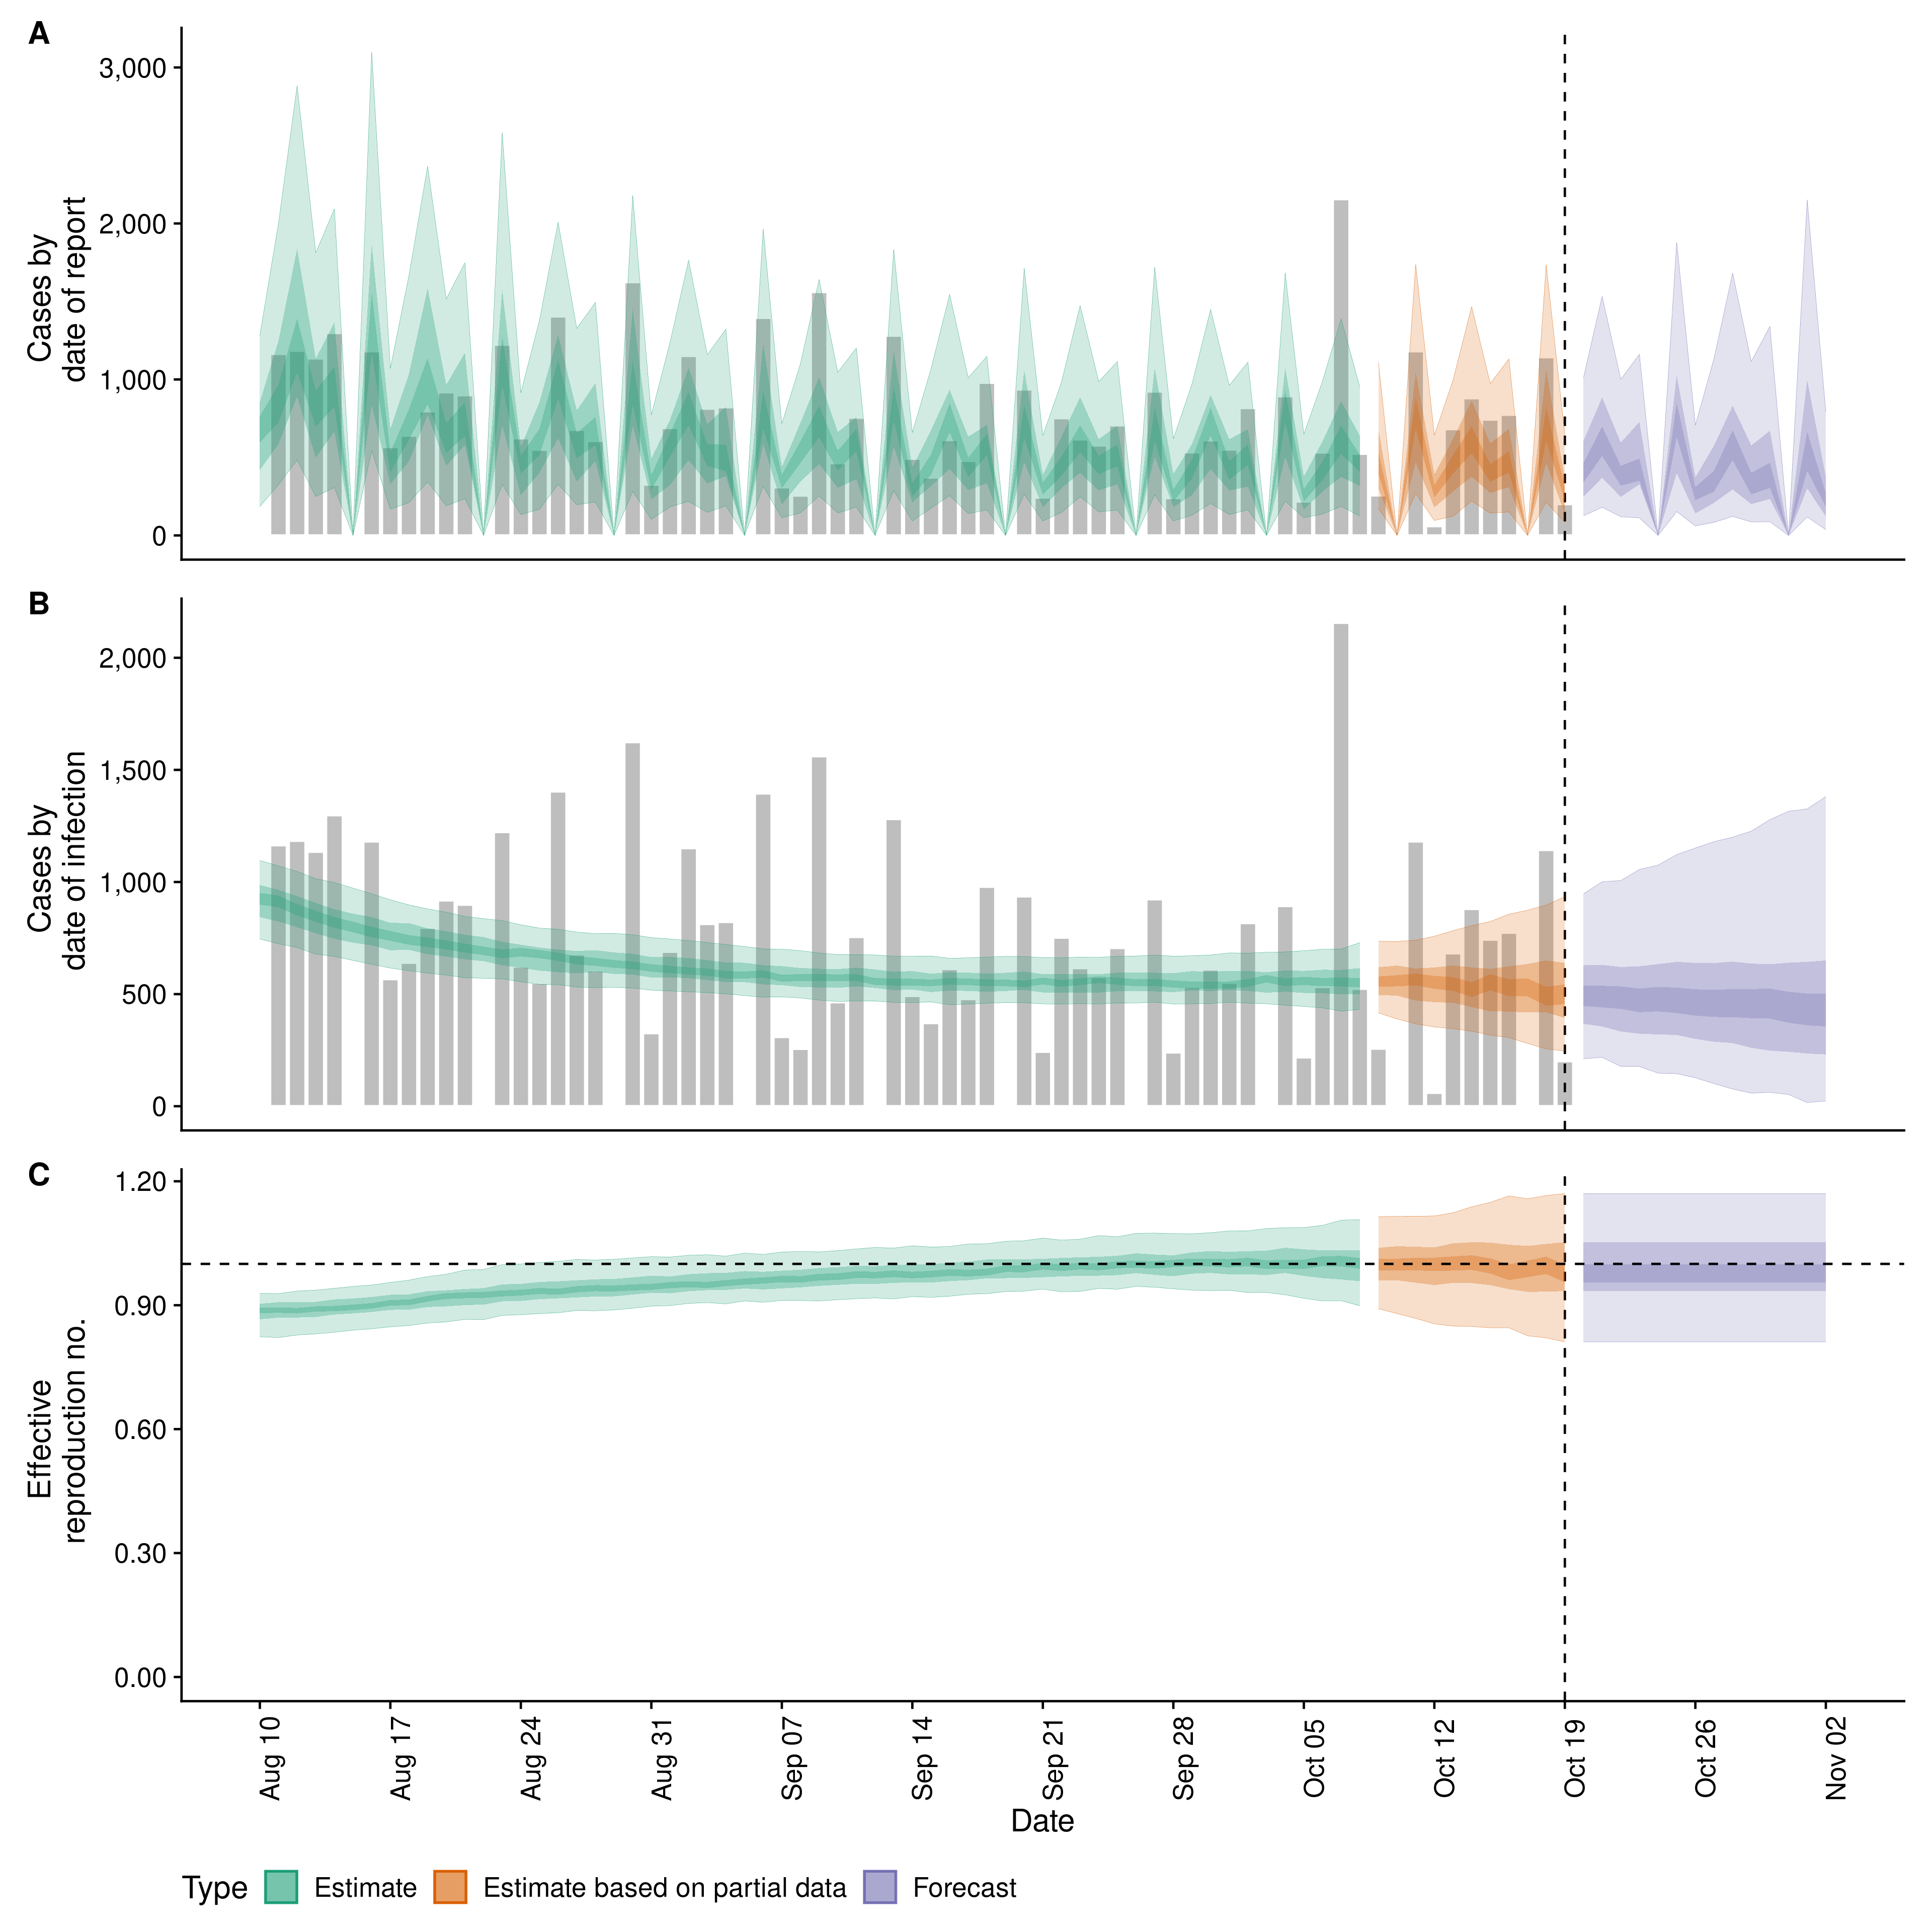 A
3,000
2,000
1,000
0
Cases by
date of report
B
2,000
1,500
1,000
500
0
Cases by
date of infection
C
1.20
0.90
0.60
0.30
0.00
Effective
reproduction no.
Aug 10
Aug 17
Aug 24
Aug 31
Sep 07
Sep 14
Sep 21
Sep 28
Oct 05
Oct 12
Oct 19
Oct 26
Nov 02
Date
Type Estimate Estimate based on partial data Forecast